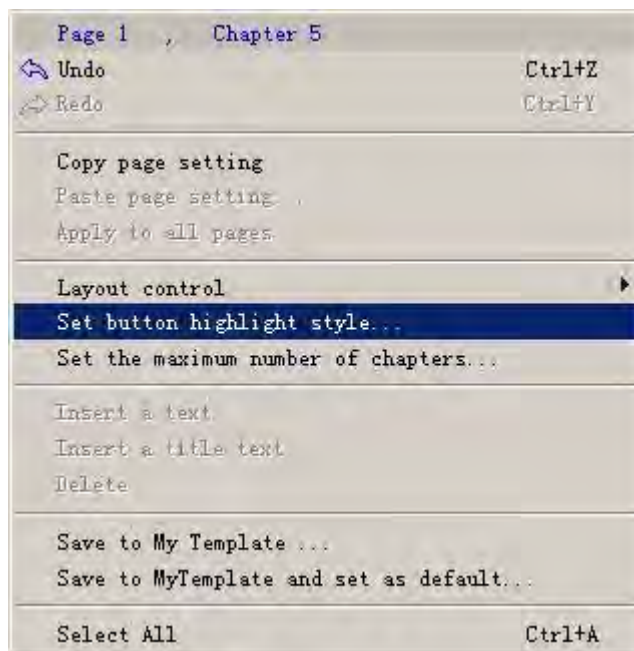 Page 1 , Chapter 5
Undo Ctrl+Z
Redo Ctrl+Y
Copy page setting
Paste page setting .
Apply to all pages
Layout control
Set button highlight style...
Set the maximum number of chapters...
Insert a text
Insert a title text
Delete
Save to My Template ...
Save to MyTemplate and set as default...
Select All Ctrl+A